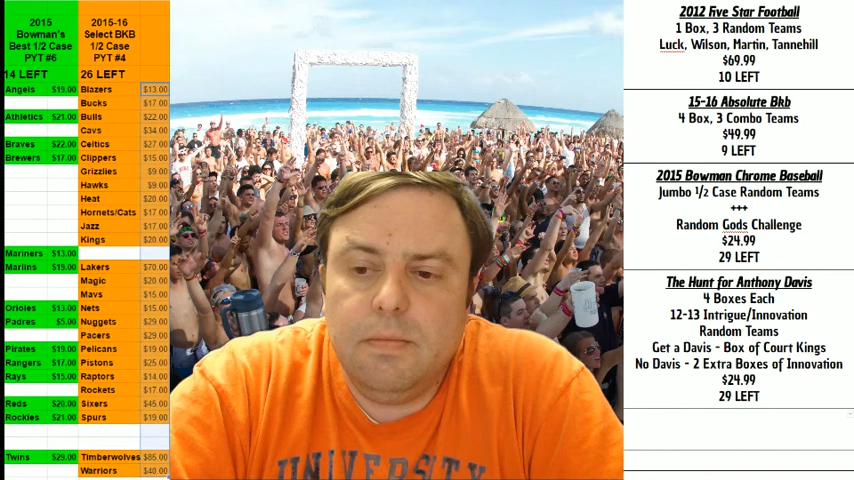 2015
Bowman's
Best 1/2 Case
PYT #6
14 LEFT
Angels $19.00
Athletics $21.00
Braves $22.00
Brewers $17.00
Mariners $13.00
Marlins $19.00
Orioles $13.00
Padres $5.00
Pirates $19.00
Rangers $17.00
Rays $15.00
Reds $20.00
Rockies $21.00
Twins $29.00
2015-16
Select BKB
1/2 Case
PYT #4
26 LEFT
Blazers $13.00
Bucks $17.00
Bulls $22.00
Cavs $34.00
Celtics $27.00
Clippers $15.00
Grizzlies $9.00
Hawks $9.00
Heat $20.00
Hornets/Cats $17.00
Jazz $17.00
Kings $20.00
Lakers $70.00
Magic $20.00
Mavs $15.00
Nets $15.00
Nuggets $29.00
Pacers $29.00
Pelicans $19.00
Pistons $25.00
Raptors $14.00
Rockets $17.00
Sixers $45.00
Spurs $19.00
Timberwolves $85.00
Warriors $40.00
UNIVERSITY
2012 Five Star Football
1 Box, 3 Random Teams
Luck, Wilson, Martin, Tannehill
$69.99
10 LEFT
15-16 Absolute Bkb
4 Box, 3 Combo Teams
$49.99
9 LEFT
2015 Bowman Chrome Baseball
Jumbo 1/2 Case Random Teams
+++
Random Gods Challenge
$24.99
29 LEFT
The Hunt for Anthony Davis
4 Boxes Each
12-13 Intrigue/Innovation
Random Teams
Get a Davis - Box of Court Kings
No Davis - 2 Extra Boxes of Innovation
$24.99
29 LEFT